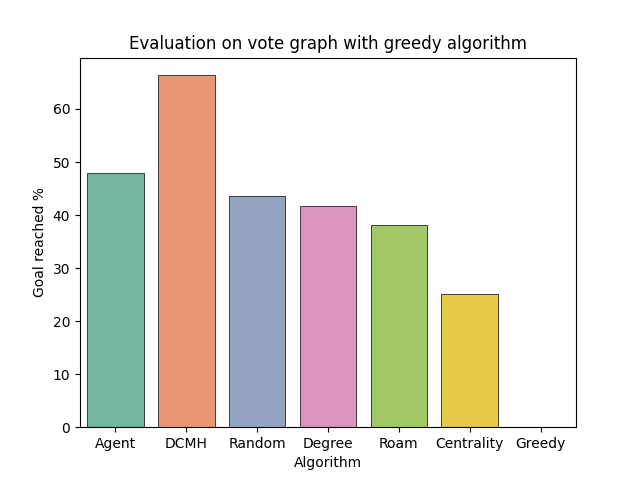 Evaluation on vote graph with greedy algorithm
Goal reached %
60
50
40
30
20
10
0
Agent DCMH Random Degree Roam Centrality Greedy
Algorithm